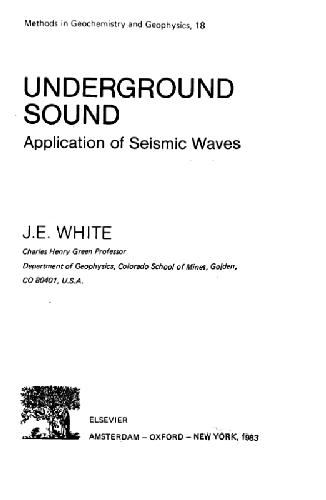 Methods in Geochemistry and Geophysics, 18
UNDERGROUND
SOUND
Application of Seismic Waves
J.E. WHITE
Charles Henry Green Professor
Department of Geophysics, Colorado School of Mines, Golden,
CO 80401, U.S.A.
ELSEVIER
AMSTERDAM – OXFORD – NEW YORK, 1983